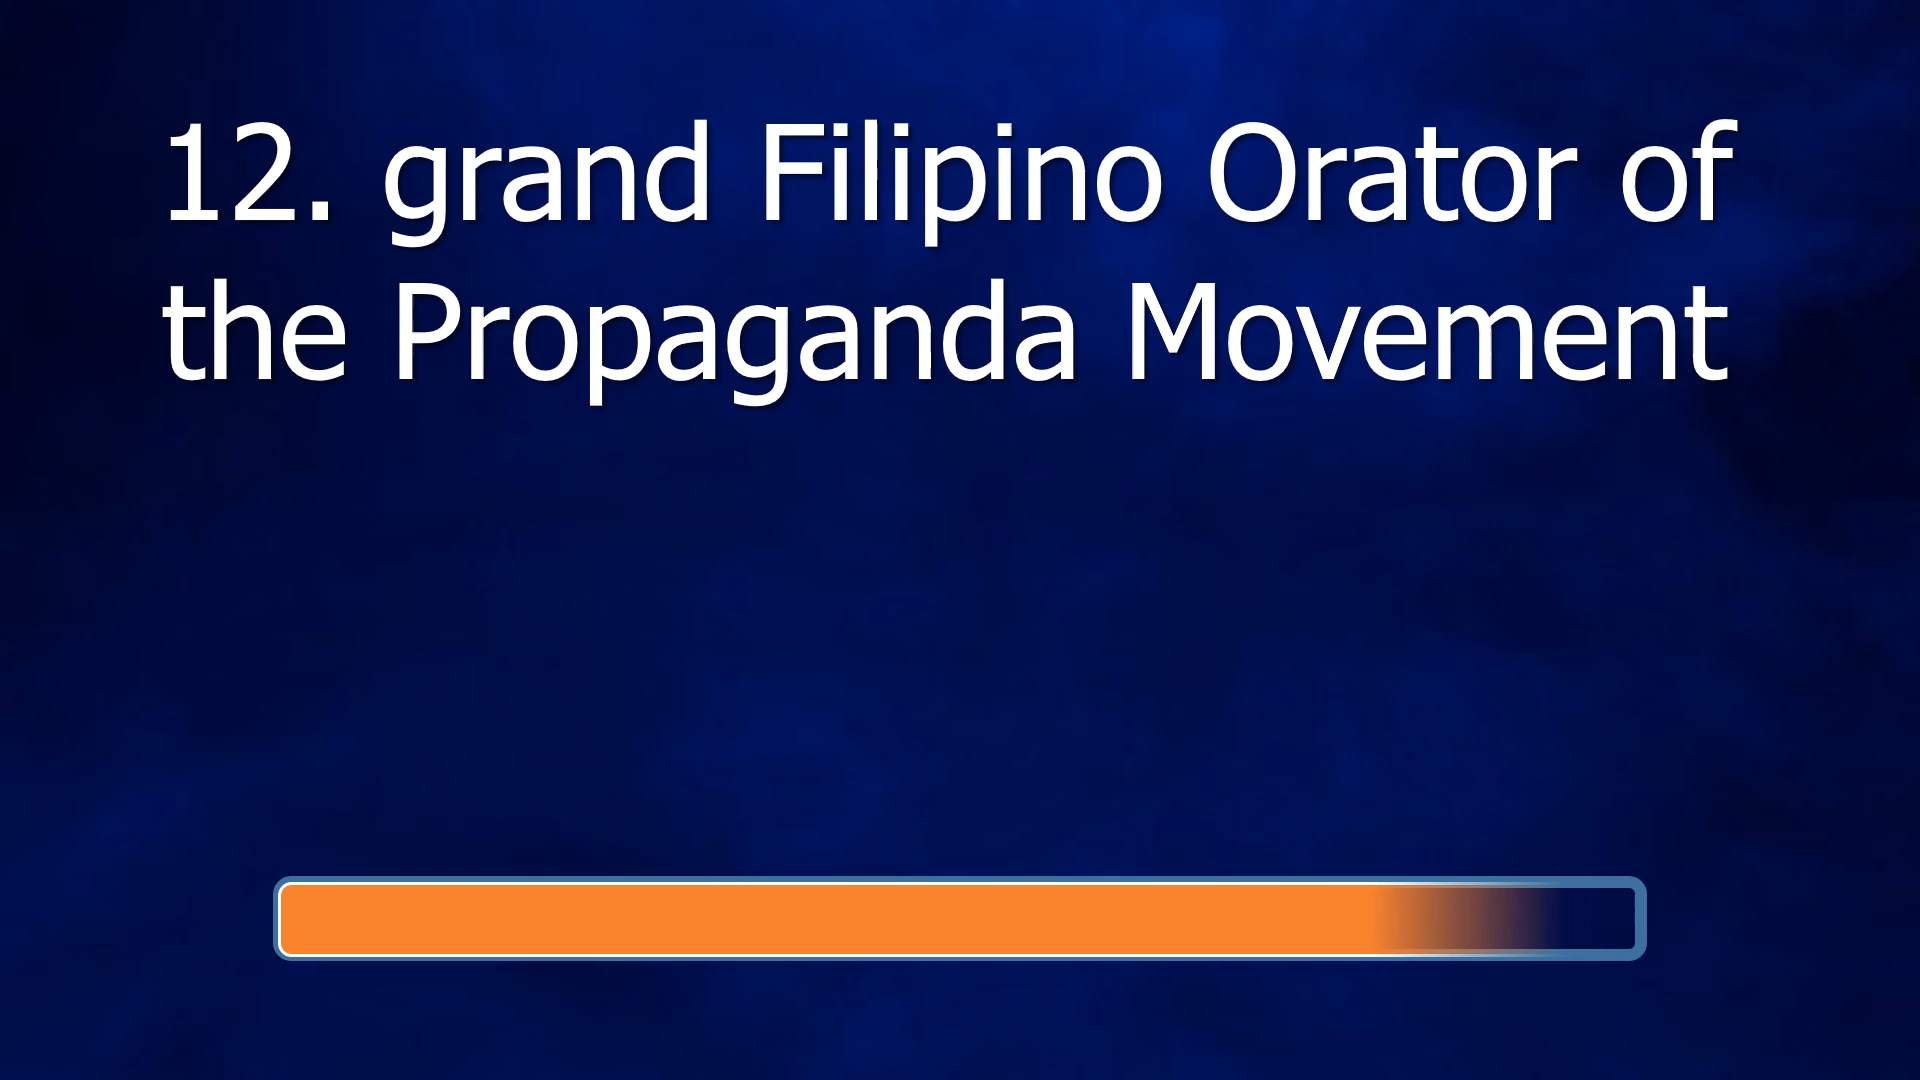 12. grand Filipino Orator of
the Propaganda Movement